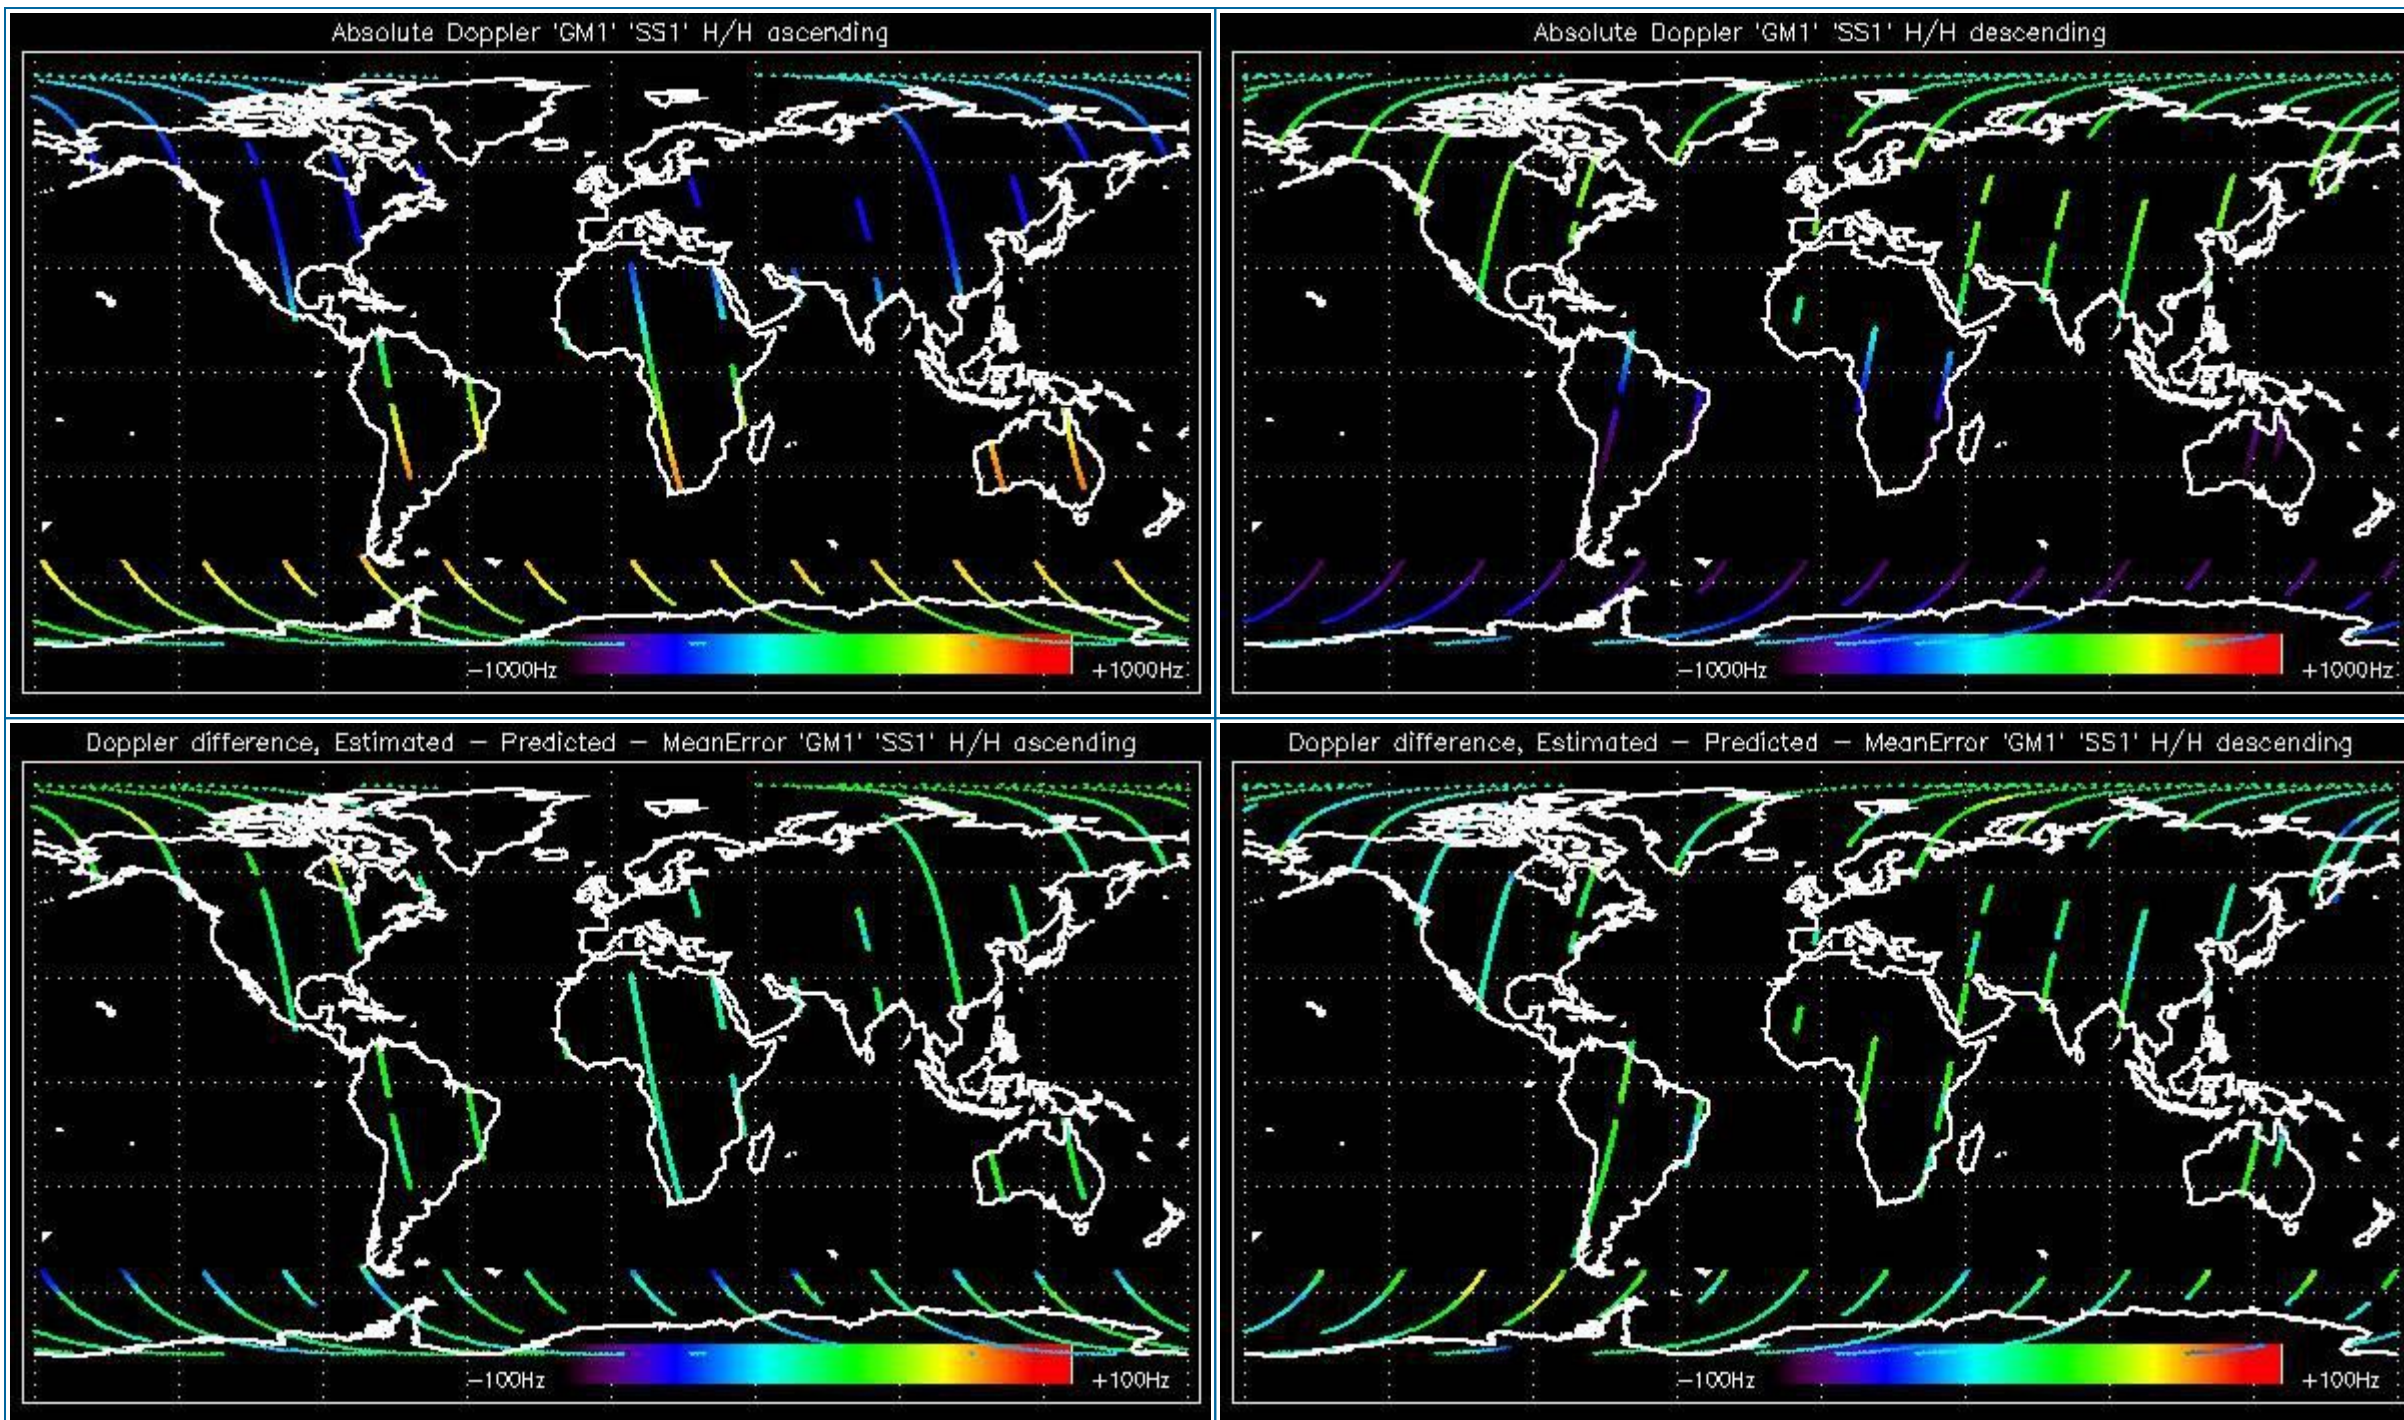 Absolute Doppler 'GM1' 'SS1' H/H ascending
-1000Hz
+1000Hz
Absolute Doppler 'GM1' 'SS1' H/H descending
-1000Hz
+1000Hz
Doppler difference, Estimated - Predicted - MeanError 'GM1' 'SS1' H/H ascending
-100Hz
+100Hz
Doppler difference, Estimated - Predicted - MeanError 'GM1' 'SS1' H/H descending
-100Hz
+100Hz